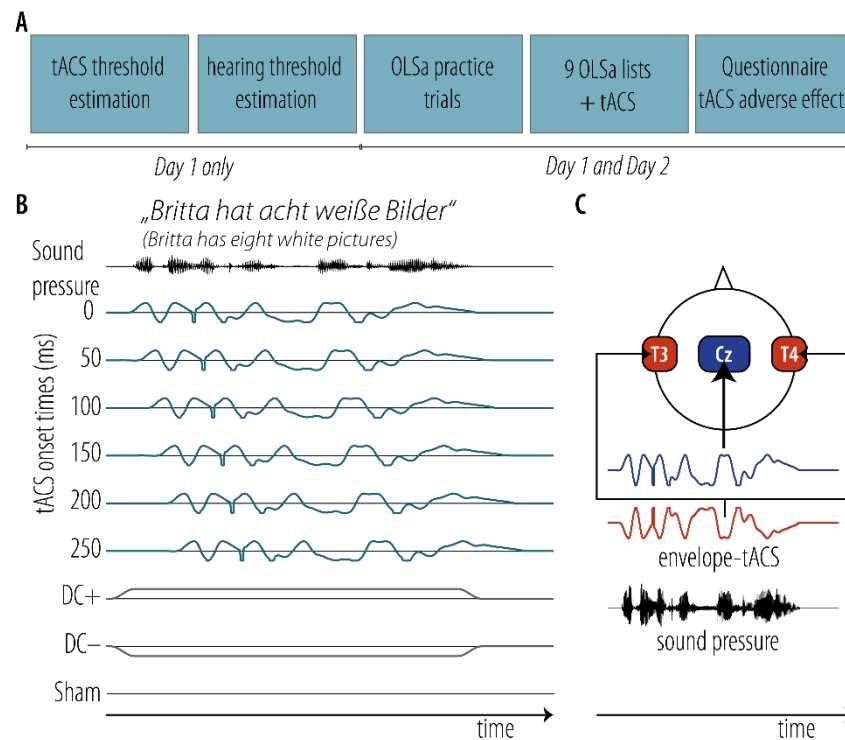 A
tACS threshold
estimation
hearing threshold
estimation
OLSa practice
trials
9 OLSa lists
+ tACS
Questionnaire
tACS adverse effect
Day 1 only
Day 1 and Day 2
B
„Britta hat acht weiße Bilder“
(Britta has eight white pictures)
Sound
pressure
tACS onset times (ms)
0
50
100
150
200
250
DC+
DC−
Sham
time
C
T3
Cz
T4
envelope-tACS
sound pressure
time